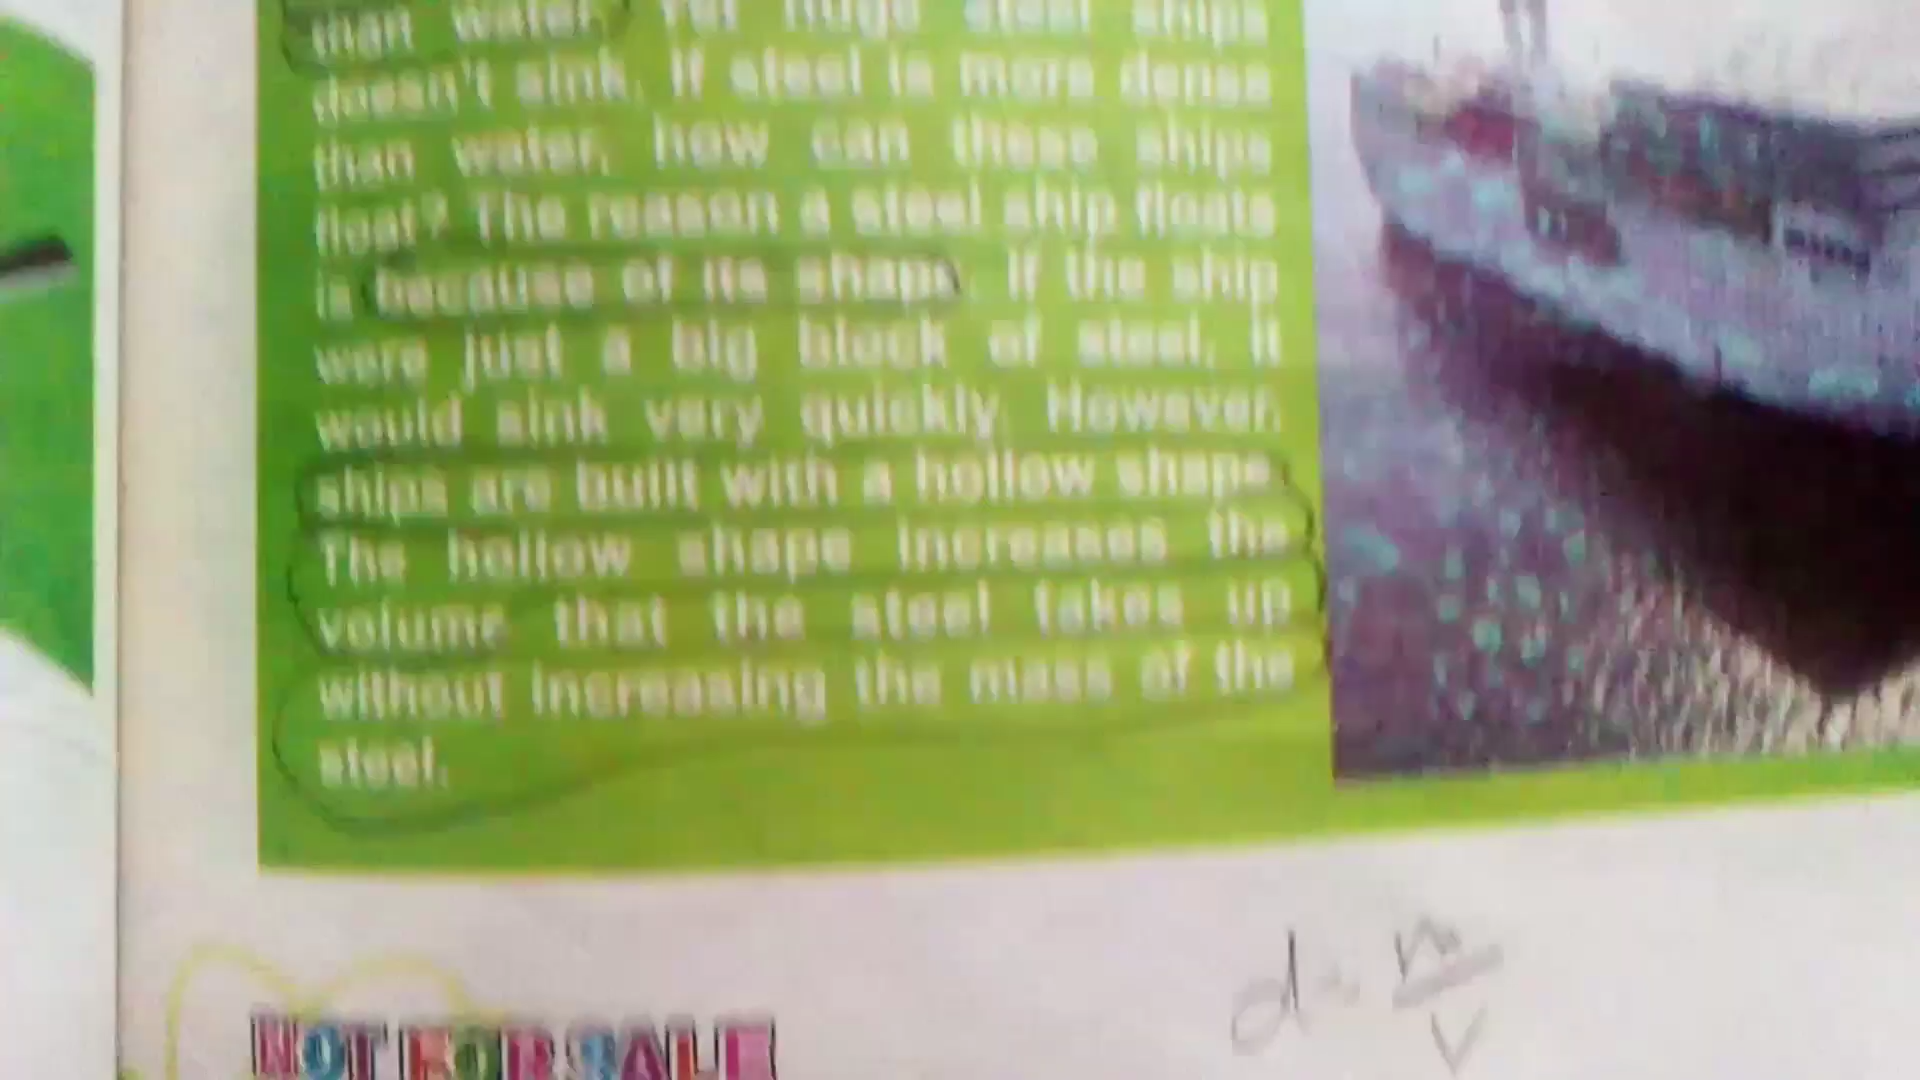 than water. Yet huge steel ships
doesn't sink. If steel is more dense
than water, how can these ships
float? The reason a steel ship floats
is because of its shape. If the ship
were just a big block of steel, it
would sink very quickly. However,
ships are built with a hollow shape.
The hollow shape increases the
volume that the steel takes up
without increasing the mass of the
steel.
d = m/v
NOT FOR SALE